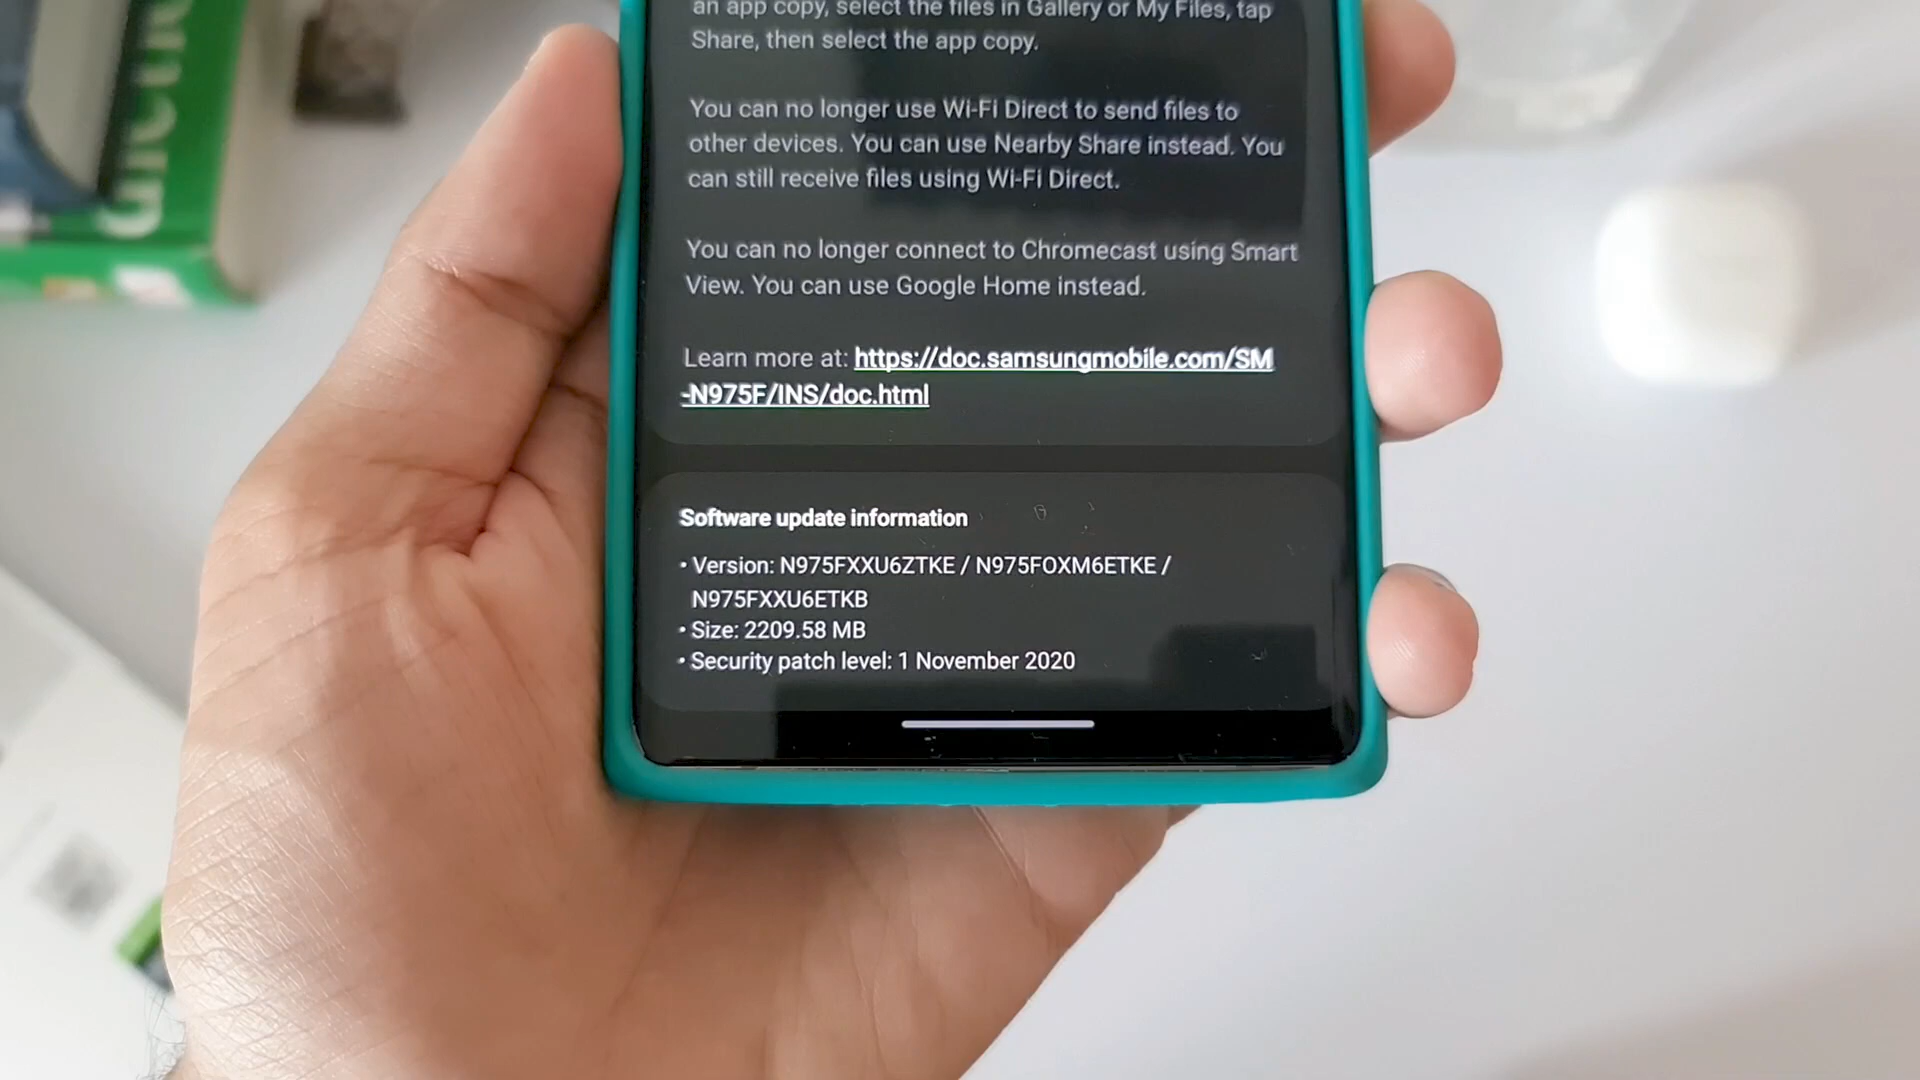 an app copy, select the files in Gallery or My Files, tap
Share, then select the app copy.
You can no longer use Wi-Fi Direct to send files to
other devices. You can use Nearby Share instead. You
can still receive files using Wi-Fi Direct.
You can no longer connect to Chromecast using Smart
View. You can use Google Home instead.
Learn more at: https://doc.samsungmobile.com/SM
-N975F/INS/doc.html
Software update information
• Version: N975FXXU6ZTKE / N975FOXM6ETKE /
N975FXXU6ETKB
• Size: 2209.58 MB
• Security patch level: 1 November 2020